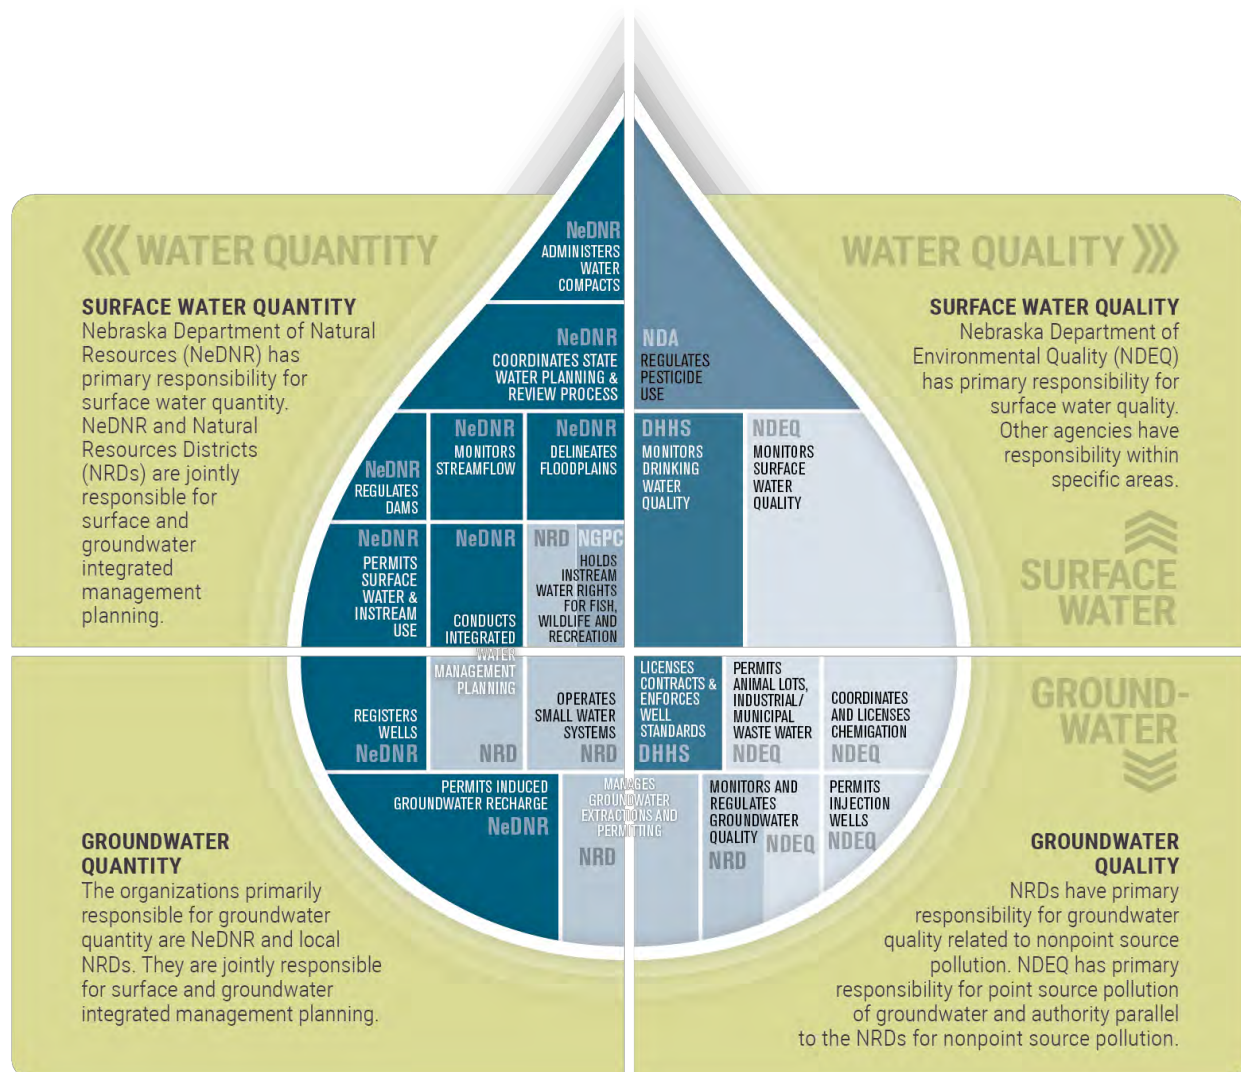 WATER QUANTITY
SURFACE WATER QUANTITY
Nebraska Department of Natural
Resources (NeDNR) has
primary responsibility for
surface water quantity.
NeDNR and Natural
Resources Districts
(NRDs) are jointly
responsible for
surface and
groundwater
integrated
management
planning.
NeDNR
ADMINISTERS
WATER
COMPACTS
NeDNR
COORDINATES STATE
WATER PLANNING &
REVIEW PROCESS
NeDNR
REGULATES
DAMS
NeDNR
MONITORS
STREAMFLOW
NeDNR
DELINEATES
FLOODPLAINS
NeDNR
PERMITS
SURFACE
WATER &
INSTREAM
USE
NeDNR
CONDUCTS
INTEGRATED
WATER
MANAGEMENT
PLANNING
NRD
NRD NGPC
HOLDS
INSTREAM
WATER RIGHTS
FOR FISH,
WILDLIFE AND
RECREATION
WATER QUALITY
SURFACE WATER QUALITY
Nebraska Department of
Environmental Quality (NDEQ)
has primary responsibility for
surface water quality.
Other agencies have
responsibility within
specific areas.
SURFACE
WATER
NDA
REGULATES
PESTICIDE
USE
DHHS
MONITORS
DRINKING
WATER
QUALITY
NDEQ
MONITORS
SURFACE
WATER
QUALITY
REGISTERS
WELLS
NeDNR
OPERATES
SMALL WATER
SYSTEMS
NRD
PERMITS INDUCED
GROUNDWATER RECHARGE
NeDNR
MANAGES
GROUNDWATER
EXTRACTIONS AND
PERMITTING
NRD
LICENSES
CONTRACTS &
ENFORCES
WELL
STANDARDS
DHHS
PERMITS
ANIMAL LOTS,
INDUSTRIAL/
MUNICIPAL
WASTE WATER
NDEQ
COORDINATES
AND LICENSES
CHEMIGATION
NDEQ
MONITORS AND
REGULATES
GROUNDWATER
QUALITY
NRD NDEQ
PERMITS
INJECTION
WELLS
NDEQ
GROUND-
WATER
GROUNDWATER
QUANTITY
The organizations primarily
responsible for groundwater
quantity are NeDNR and local
NRDs. They are jointly responsible
for surface and groundwater
integrated management planning.
GROUNDWATER
QUALITY
NRDs have primary
responsibility for groundwater
quality related to nonpoint source
pollution. NDEQ has primary
responsibility for point source pollution
of groundwater and authority parallel
to the NRDs for nonpoint source pollution.